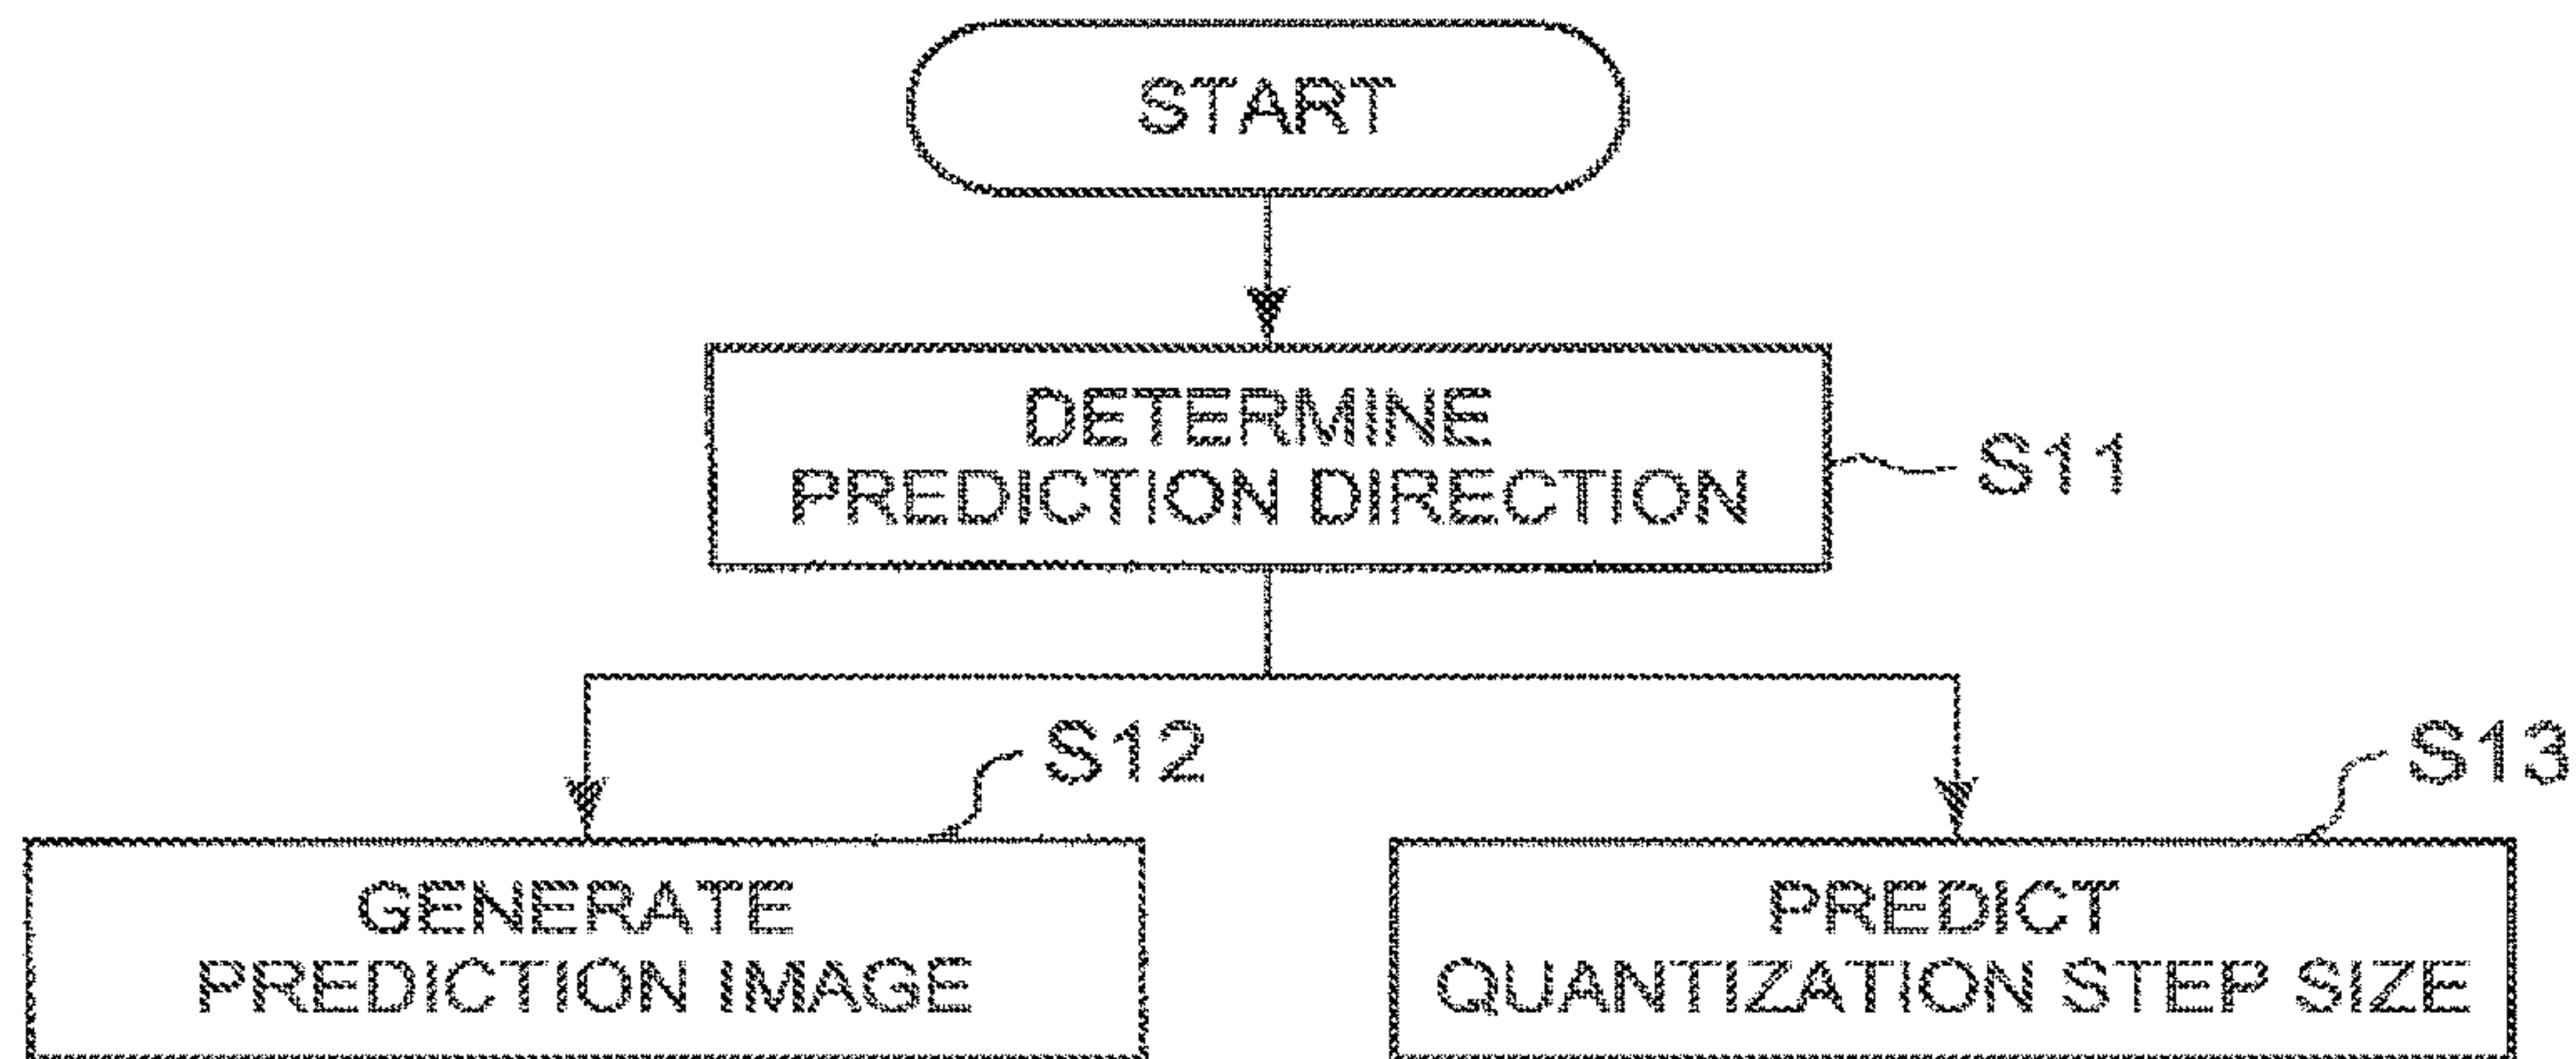 START
DETERMINE
PREDICTION DIRECTION
S11
S12
S13
GENERATE
PREDICTION IMAGE
PREDICT
QUANTIZATION STEP SIZE